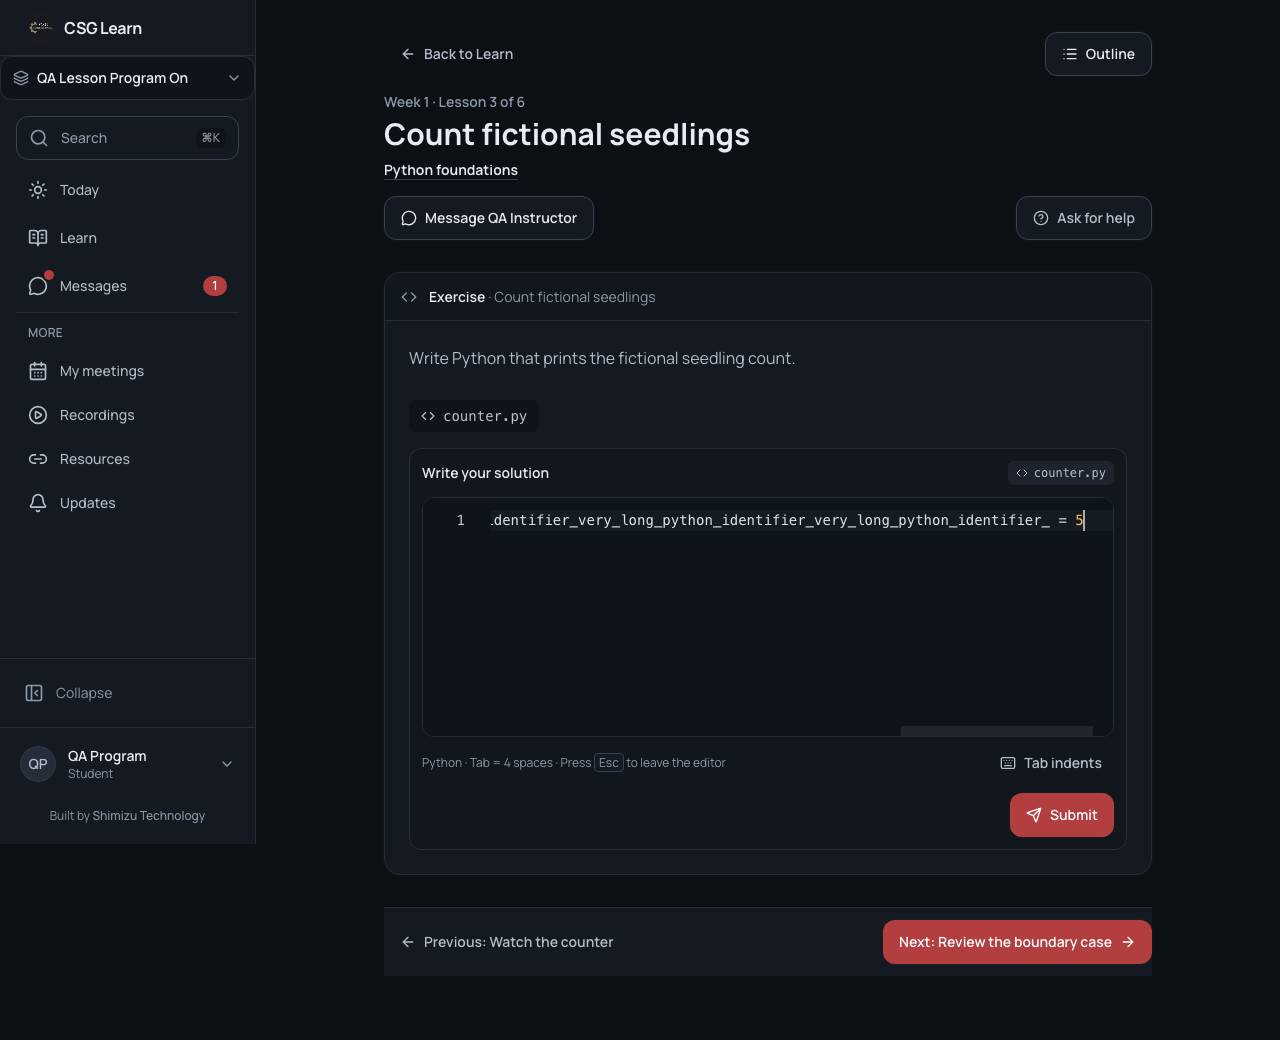 CSG Learn
QA Lesson Program On
Search ⌘K
Today
Learn
Messages 1
MORE
My meetings
Recordings
Resources
Updates
Collapse
QP
QA Program
Student
Built by Shimizu Technology
Back to Learn
Outline
Week 1 · Lesson 3 of 6
Count fictional seedlings
Python foundations
Message QA Instructor
Ask for help
Exercise · Count fictional seedlings
Write Python that prints the fictional seedling count.
counter.py
Write your solution
counter.py
1 dentifier_very_long_python_identifier_very_long_python_identifier_ = 5
Python · Tab = 4 spaces · Press Esc to leave the editor
Tab indents
Submit
Previous: Watch the counter
Next: Review the boundary case